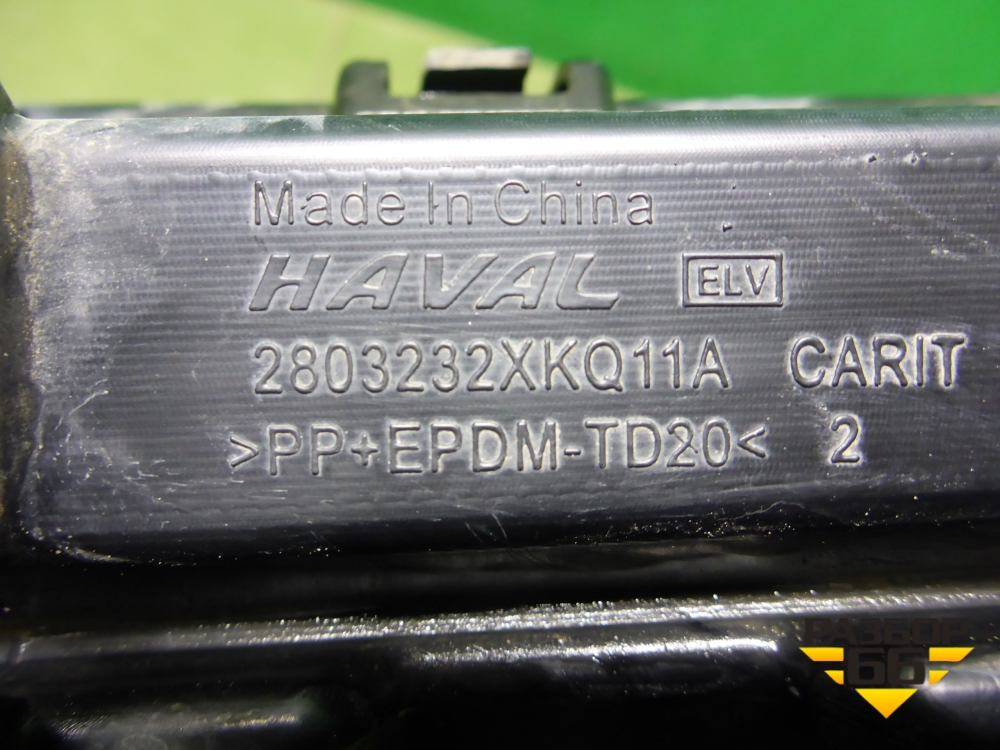 Made In China
HAVAL ELV
2803232XKQ11A CARIT
>PP+EPDM-TD20< 2
РАЗБОР
66